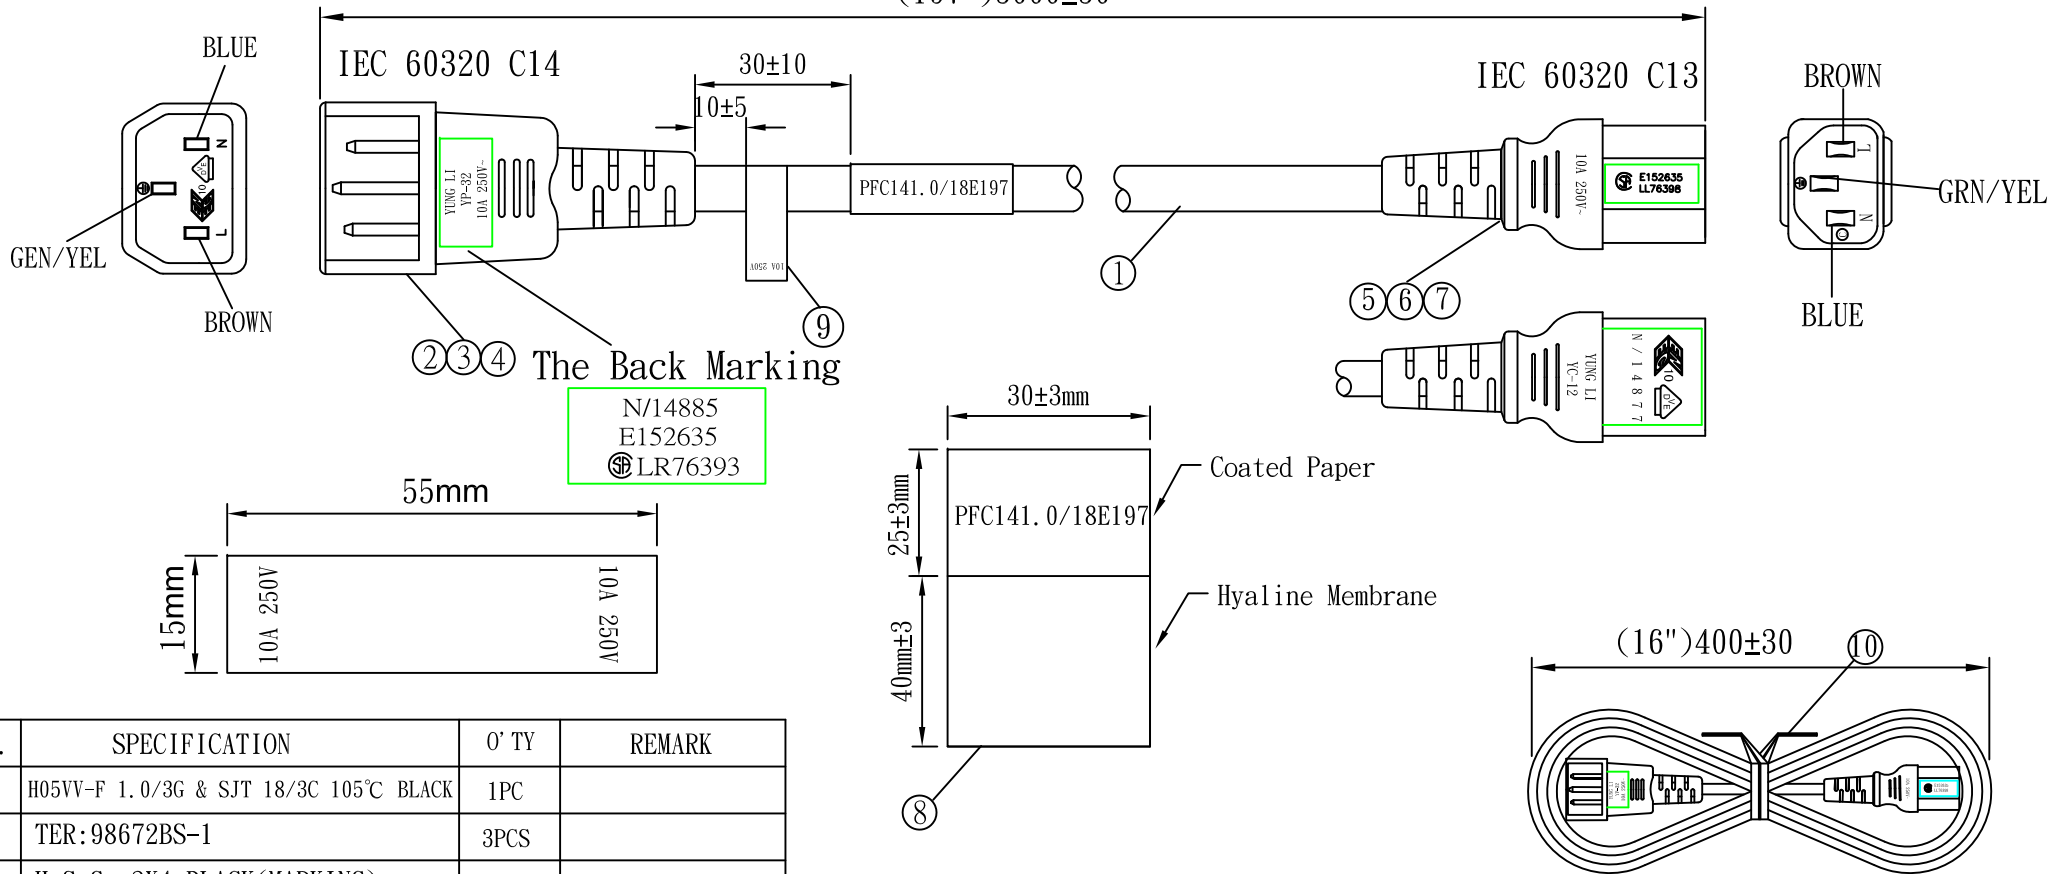 BLUE
IEC 60320 C14
30±10
10±5
IEC 60320 C13
BROWN
N
10
L
GEN/YEL
BROWN
YUNG LI
YP-32
10A 250V~
10A 250V
PFC141.0/18E197
10A 250V~
E152635
LL76398
L
N
GRN/YEL
BLUE
1
5 6 7
9
2 3 4
The Back Marking
N/14885
E152635
LR76393
YUNG LI
YC-12
N/14877
10
30±3mm
25±3mm
PFC141.0/18E197
Coated Paper
40mm±3
Hyaline Membrane
8
55mm
15mm
10A 250V
10A 250V
(16")400±30
10
SPECIFICATION O'TY REMARK
H05VV-F 1.0/3G & SJT 18/3C 105℃ BLACK 1PC
TER:98672BS-1 3PCS